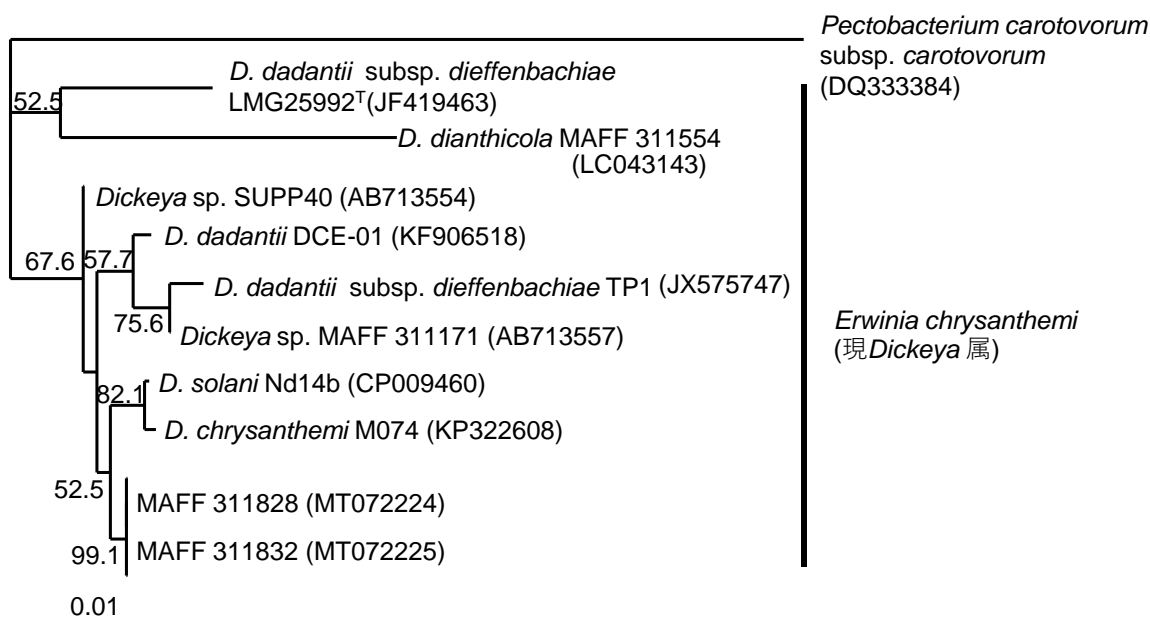 Pectobacterium carotovorum
subsp. carotovorum
(DQ333384)
D. dadantii subsp. dieffenbachiae
LMG25992ᵀ(JF419463)
52.5
D. dianthicola MAFF 311554
(LC043143)
Dickeya sp. SUPP40 (AB713554)
D. dadantii DCE-01 (KF906518)
67.6
57.7
D. dadantii subsp. dieffenbachiae TP1 (JX575747)
75.6
Dickeya sp. MAFF 311171 (AB713557)
Erwinia chrysanthemi
(現Dickeya 属)
D. solani Nd14b (CP009460)
82.1
D. chrysanthemi M074 (KP322608)
52.5
MAFF 311828 (MT072224)
99.1
MAFF 311832 (MT072225)
0.01